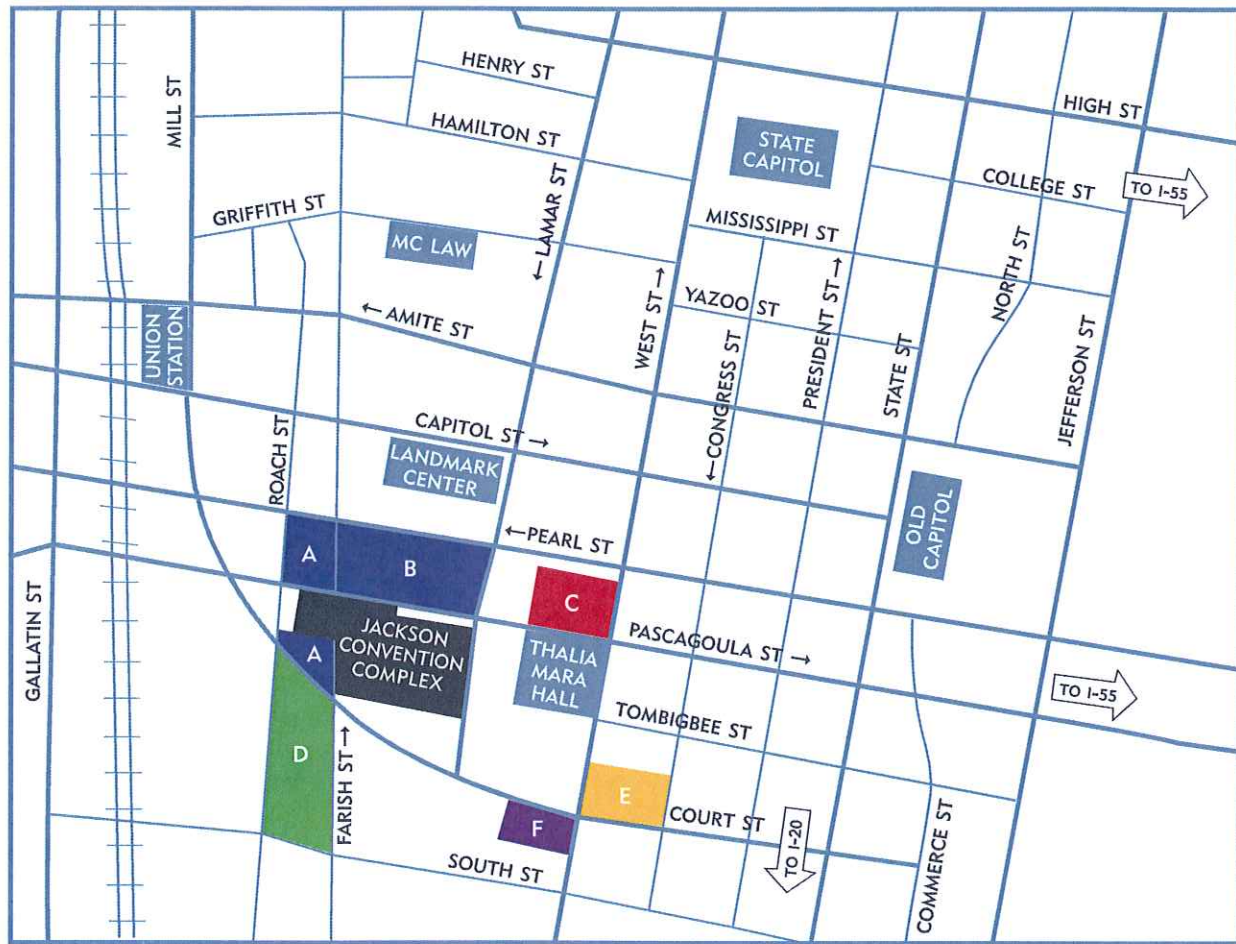 HENRY ST
HIGH ST
MILL ST
HAMILTON ST
STATE
CAPITOL
COLLEGE ST
TO I-55
GRIFFITH ST
MC LAW
← LAMAR ST
MISSISSIPPI ST
NORTH ST
← AMITE ST
WEST ST →
YAZOO ST
PRESIDENT ST →
UNION
STATION
← CONGRESS ST
STATE ST
JEFFERSON ST
CAPITOL ST →
ROACH ST
LANDMARK
CENTER
OLD
CAPITOL
← PEARL ST
A
B
C
GALLATIN ST
JACKSON
CONVENTION
COMPLEX
A
THALIA
MARA
HALL
PASCAGOULA ST →
TO I-55
TOMBIGBEE ST
D
FARISH ST →
E
F
COURT ST
TO I-20
COMMERCE ST
SOUTH ST